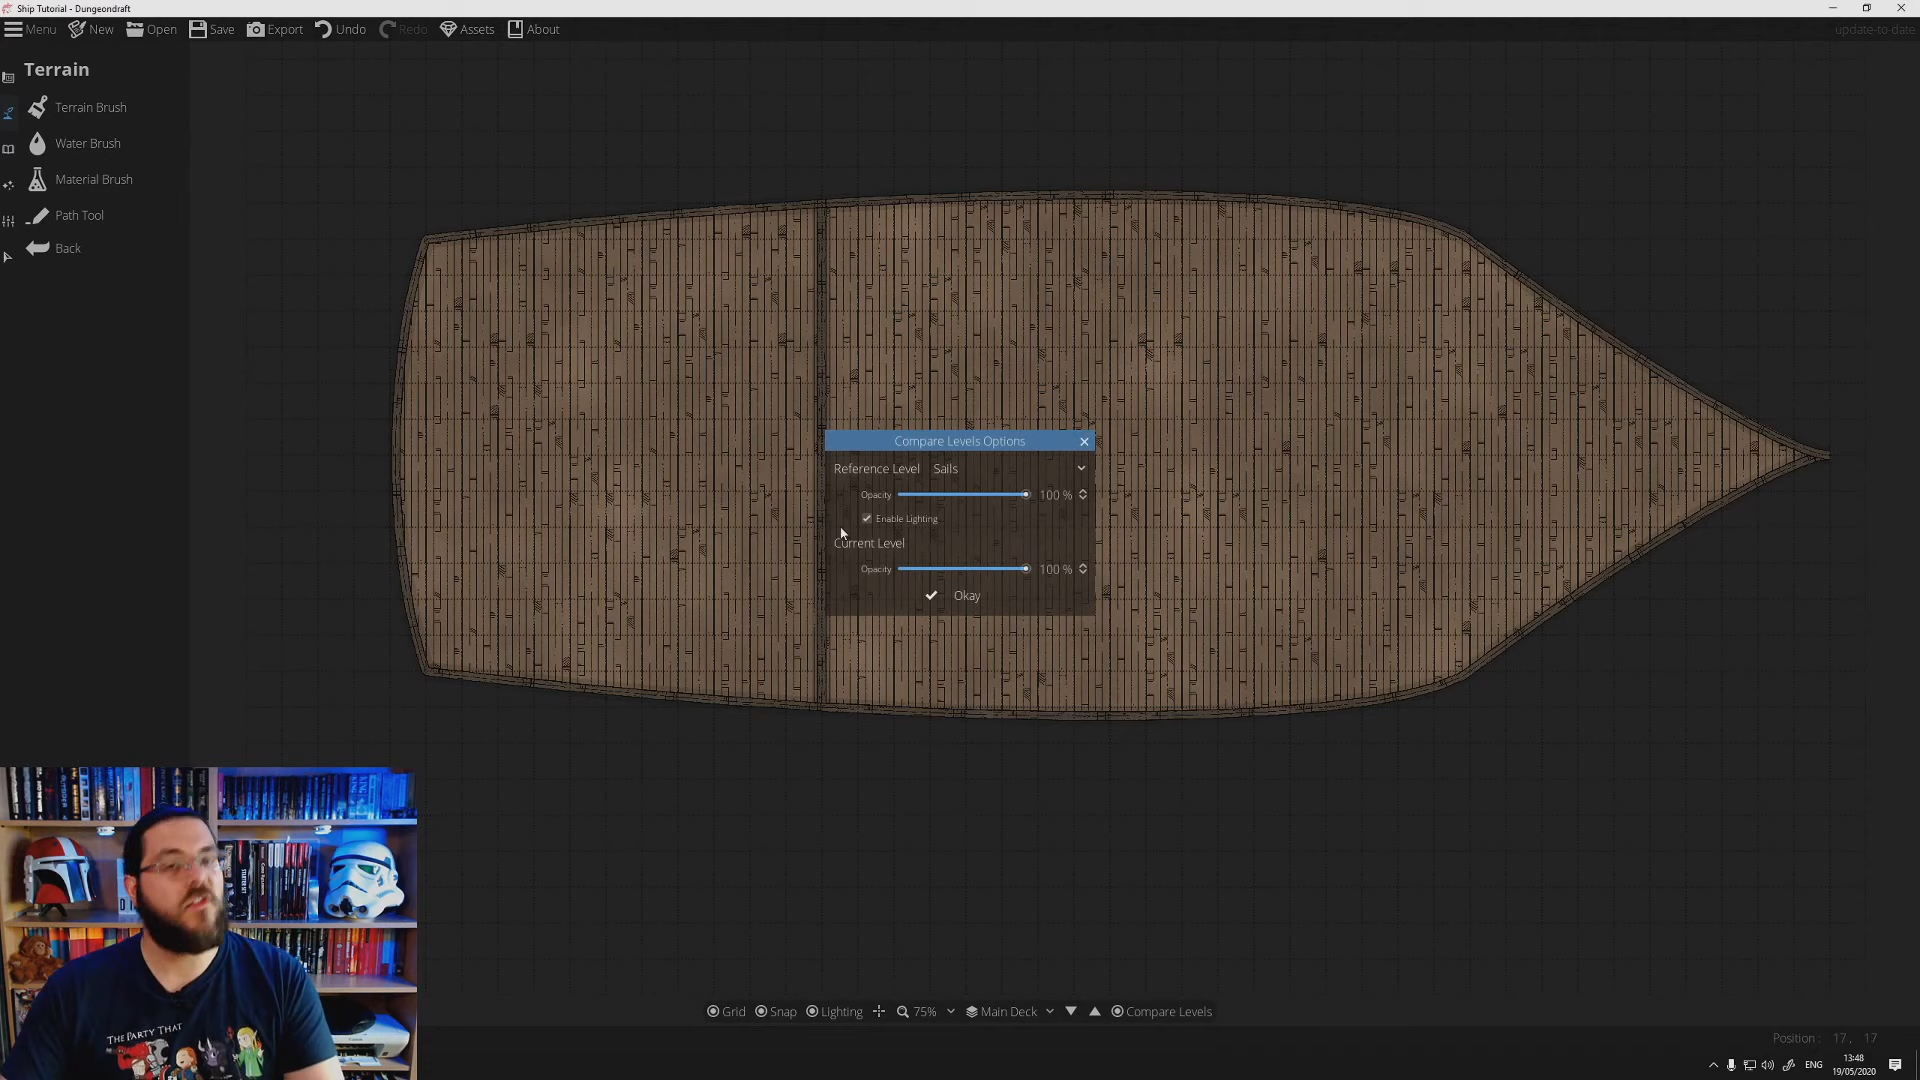 Ship Tutorial - Dungeondraft
Menu New Open Save Export Undo Redo Assets About
update-to-date
Terrain
Terrain Brush
Water Brush
Material Brush
Path Tool
Back
Compare Levels Options
Reference Level Sails
Opacity 100 %
Enable Lighting
Current Level
Opacity 100 %
Okay
THE PARTY THAT
Grid Snap Lighting 75% Main Deck Compare Levels
Position : 17, 17
ENG
13:48
19/05/2020